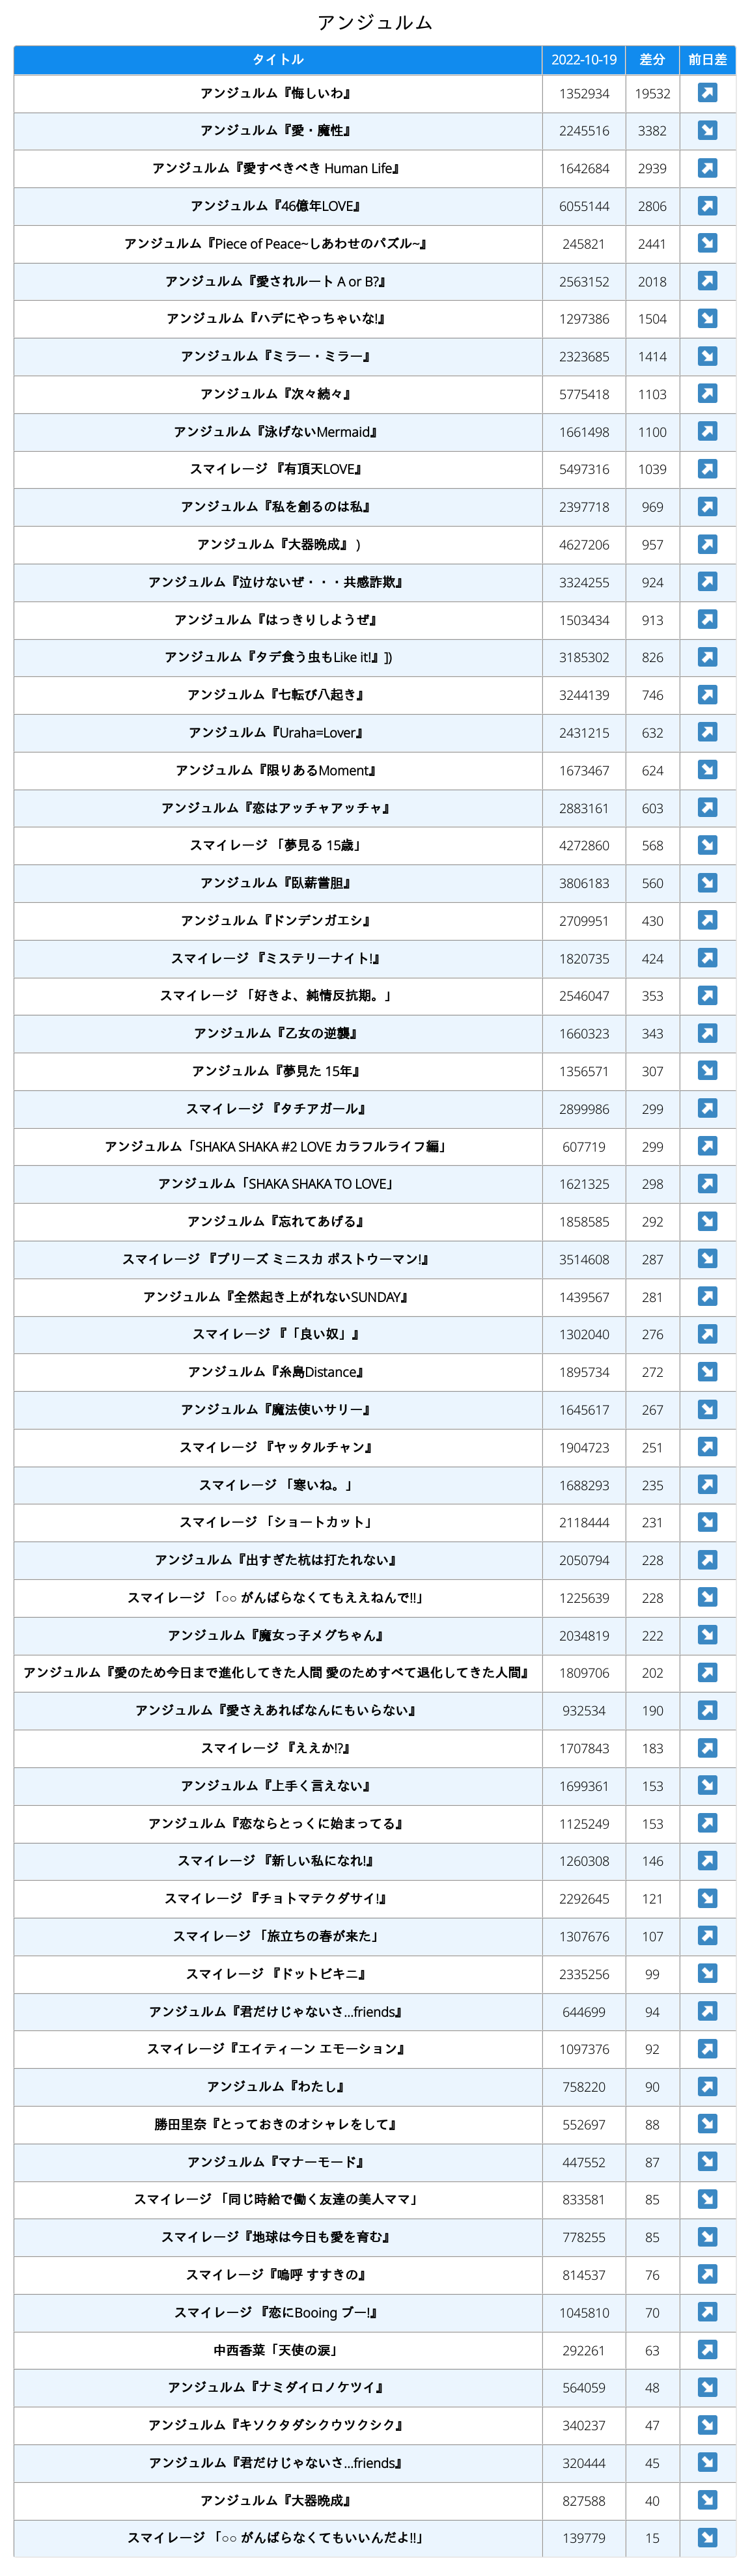 アンジュルム
タイトル 2022-10-19 差分 前日差
アンジュルム『悔しいわ』 1352934 19532 ↗
アンジュルム『愛・魔性』 2245516 3382 ↘
アンジュルム『愛すべきべき Human Life』 1642684 2939 ↗
アンジュルム『46億年LOVE』 6055144 2806 ↗
アンジュルム『Piece of Peace~しあわせのパズル~』 245821 2441 ↘
アンジュルム『愛されルート A or B?』 2563152 2018 ↗
アンジュルム『ハデにやっちゃいな!』 1297386 1504 ↘
アンジュルム『ミラー・ミラー』 2323685 1414 ↘
アンジュルム『次々続々』 5775418 1103 ↗
アンジュルム『泳げないMermaid』 1661498 1100 ↗
スマイレージ 『有頂天LOVE』 5497316 1039 ↗
アンジュルム『私を創るのは私』 2397718 969 ↗
アンジュルム『大器晩成』 ) 4627206 957 ↗
アンジュルム『泣けないぜ・・・共感詐欺』 3324255 924 ↗
アンジュルム『はっきりしようぜ』 1503434 913 ↗
アンジュルム『タデ食う虫もLike it!』]) 3185302 826 ↗
アンジュルム『七転び八起き』 3244139 746 ↗
アンジュルム『Uraha=Lover』 2431215 632 ↗
アンジュルム『限りあるMoment』 1673467 624 ↘
アンジュルム『恋はアッチャアッチャ』 2883161 603 ↗
スマイレージ 「夢見る 15歳」 4272860 568 ↘
アンジュルム『臥薪嘗胆』 3806183 560 ↘
アンジュルム『ドンデンガエシ』 2709951 430 ↗
スマイレージ 『ミステリーナイト!』 1820735 424 ↗
スマイレージ 「好きよ、純情反抗期。」 2546047 353 ↗
アンジュルム『乙女の逆襲』 1660323 343 ↗
アンジュルム『夢見た 15年』 1356571 307 ↘
スマイレージ 『タチアガール』 2899986 299 ↗
アンジュルム「SHAKA SHAKA #2 LOVE カラフルライフ編」 607719 299 ↗
アンジュルム「SHAKA SHAKA TO LOVE」 1621325 298 ↗
アンジュルム『忘れてあげる』 1858585 292 ↘
スマイレージ 『プリーズ ミニスカ ポストウーマン!』 3514608 287 ↘
アンジュルム『全然起き上がれないSUNDAY』 1439567 281 ↗
スマイレージ 『「良い奴」』 1302040 276 ↗
アンジュルム『糸島Distance』 1895734 272 ↘
アンジュルム『魔法使いサリー』 1645617 267 ↘
スマイレージ 『ヤッタルチャン』 1904723 251 ↗
スマイレージ 「寒いね。」 1688293 235 ↗
スマイレージ 「ショートカット」 2118444 231 ↘
アンジュルム『出すぎた杭は打たれない』 2050794 228 ↗
スマイレージ 「○○ がんばらなくてもええねんで!!」 1225639 228 ↘
アンジュルム『魔女っ子メグちゃん』 2034819 222 ↘
アンジュルム『愛のため今日まで進化してきた人間 愛のためすべて退化してきた人間』 1809706 202 ↗
アンジュルム『愛さえあればなんにもいらない』 932534 190 ↗
スマイレージ 『ええか!?』 1707843 183 ↗
アンジュルム『上手く言えない』 1699361 153 ↘
アンジュルム『恋ならとっくに始まってる』 1125249 153 ↗
スマイレージ 『新しい私になれ!』 1260308 146 ↗
スマイレージ 『チョトマテクダサイ!』 2292645 121 ↘
スマイレージ 「旅立ちの春が来た」 1307676 107 ↗
スマイレージ 『ドットビキニ』 2335256 99 ↘
アンジュルム『君だけじゃないさ...friends』 644699 94 ↗
スマイレージ『エイティーン エモーション』 1097376 92 ↗
アンジュルム『わたし』 758220 90 ↗
勝田里奈『とっておきのオシャレをして』 552697 88 ↘
アンジュルム『マナーモード』 447552 87 ↘
スマイレージ 「同じ時給で働く友達の美人ママ」 833581 85 ↘
スマイレージ『地球は今日も愛を育む』 778255 85 ↘
スマイレージ『嗚呼 すすきの』 814537 76 ↗
スマイレージ 『恋にBooing ブー!』 1045810 70 ↗
中西香菜「天使の涙」 292261 63 ↗
アンジュルム『ナミダイロノケツイ』 564059 48 ↘
アンジュルム『キソクタダシクウツクシク』 340237 47 ↘
アンジュルム『君だけじゃないさ...friends』 320444 45 ↘
アンジュルム『大器晩成』 827588 40 ↘
スマイレージ 「○○ がんばらなくてもいいんだよ!!」 139779 15 ↘